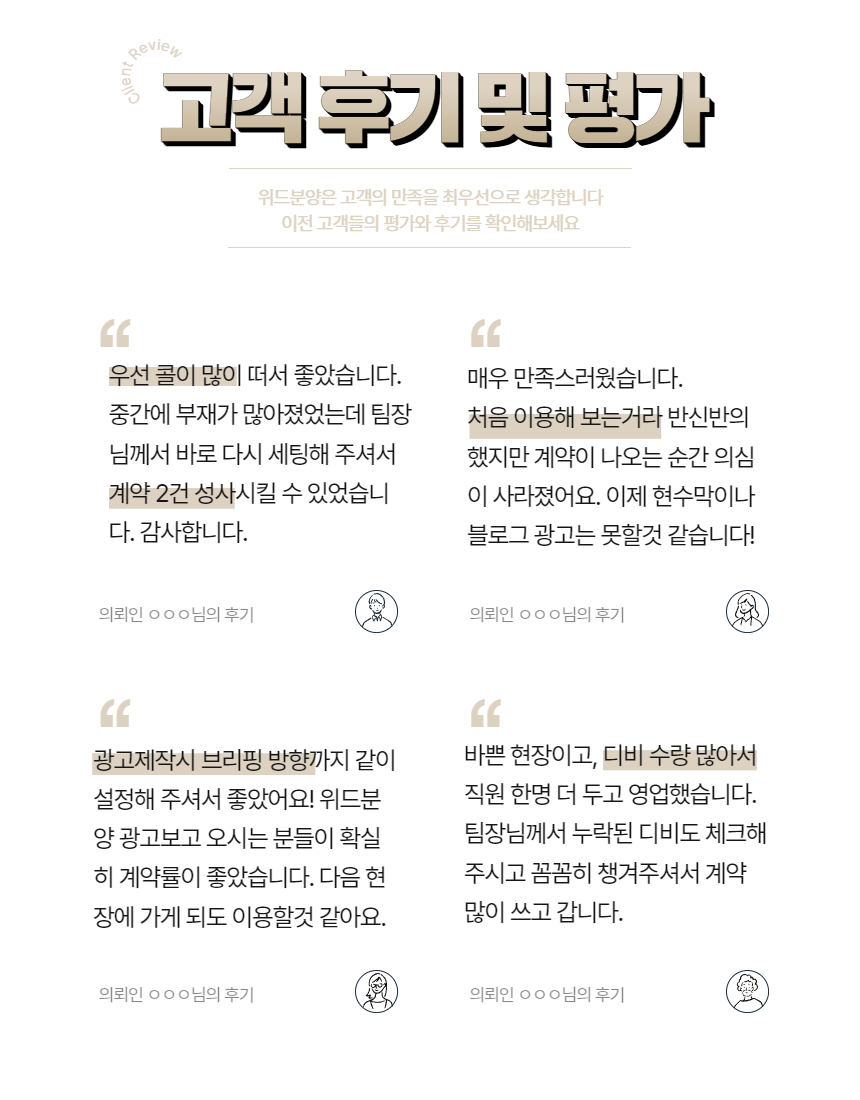 Client Review
고객 후기 및 평가
위드분양은 고객의 만족을 최우선으로 생각합니다
이전 고객들의 평가와 후기를 확인해보세요
“
우선 콜이 많이 떠서 좋았습니다.
중간에 부재가 많아졌었는데 팀장
님께서 바로 다시 세팅해 주셔서
계약 2건 성사시킬 수 있었습니
다. 감사합니다.
의뢰인 ㅇㅇㅇ님의 후기
“
매우 만족스러웠습니다.
처음 이용해 보는거라 반신반의
했지만 계약이 나오는 순간 의심
이 사라졌어요. 이제 현수막이나
블로그 광고는 못할것 같습니다!
의뢰인 ㅇㅇㅇ님의 후기
“
광고제작시 브리핑 방향까지 같이
설정해 주셔서 좋았어요! 위드분
양 광고보고 오시는 분들이 확실
히 계약률이 좋았습니다. 다음 현
장에 가게 되도 이용할것 같아요.
의뢰인 ㅇㅇㅇ님의 후기
“
바쁜 현장이고, 디비 수량 많아서
직원 한명 더 두고 영업했습니다.
팀장님께서 누락된 디비도 체크해
주시고 꼼꼼히 챙겨주셔서 계약
많이 쓰고 갑니다.
의뢰인 ㅇㅇㅇ님의 후기